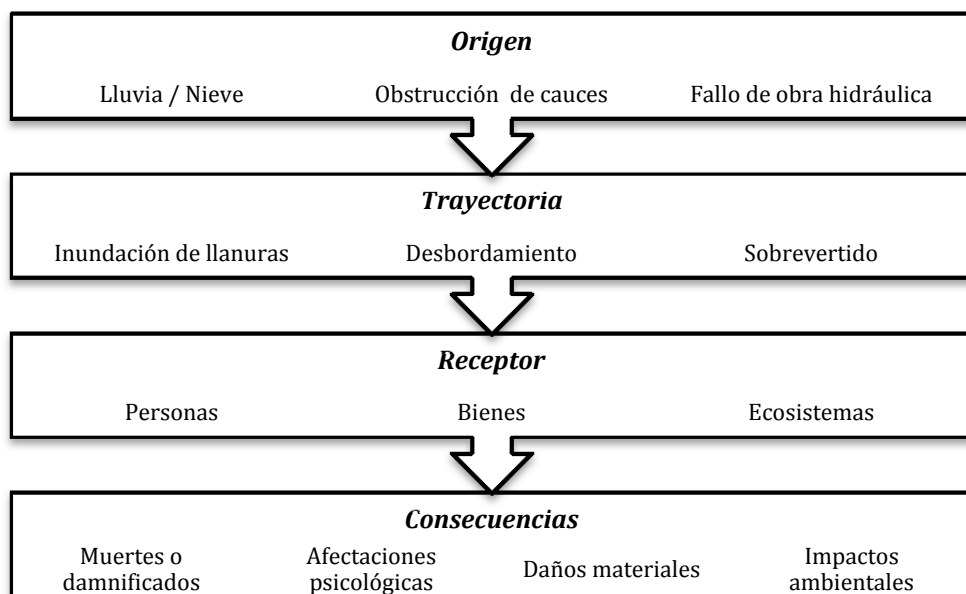 Origen
Lluvia / Nieve Obstrucción de cauces Fallo de obra hidráulica
Trayectoria
Inundación de llanuras Desbordamiento Sobrevertido
Receptor
Personas Bienes Ecosistemas
Consecuencias
Muertes o
damnificados
Afectaciones
psicológicas
Daños materiales
Impactos
ambientales